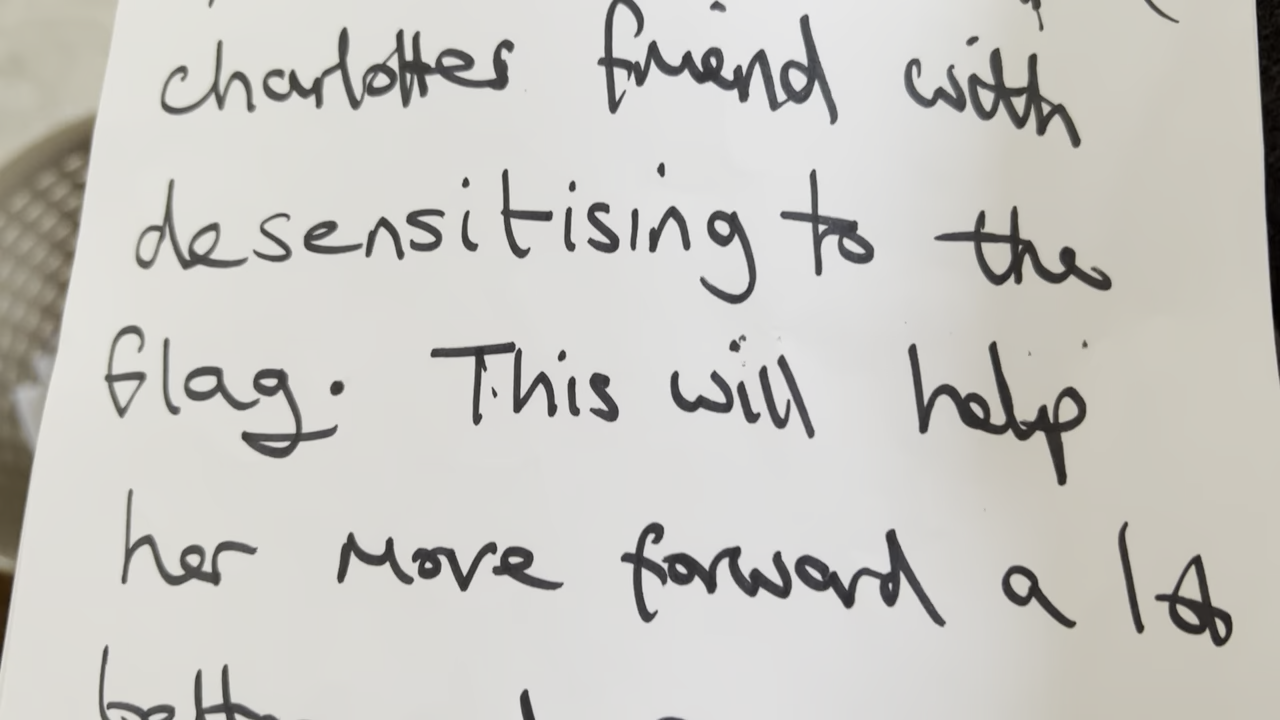 charlottes friend with
desensitising to the
flag. This will help
her move forward a lot